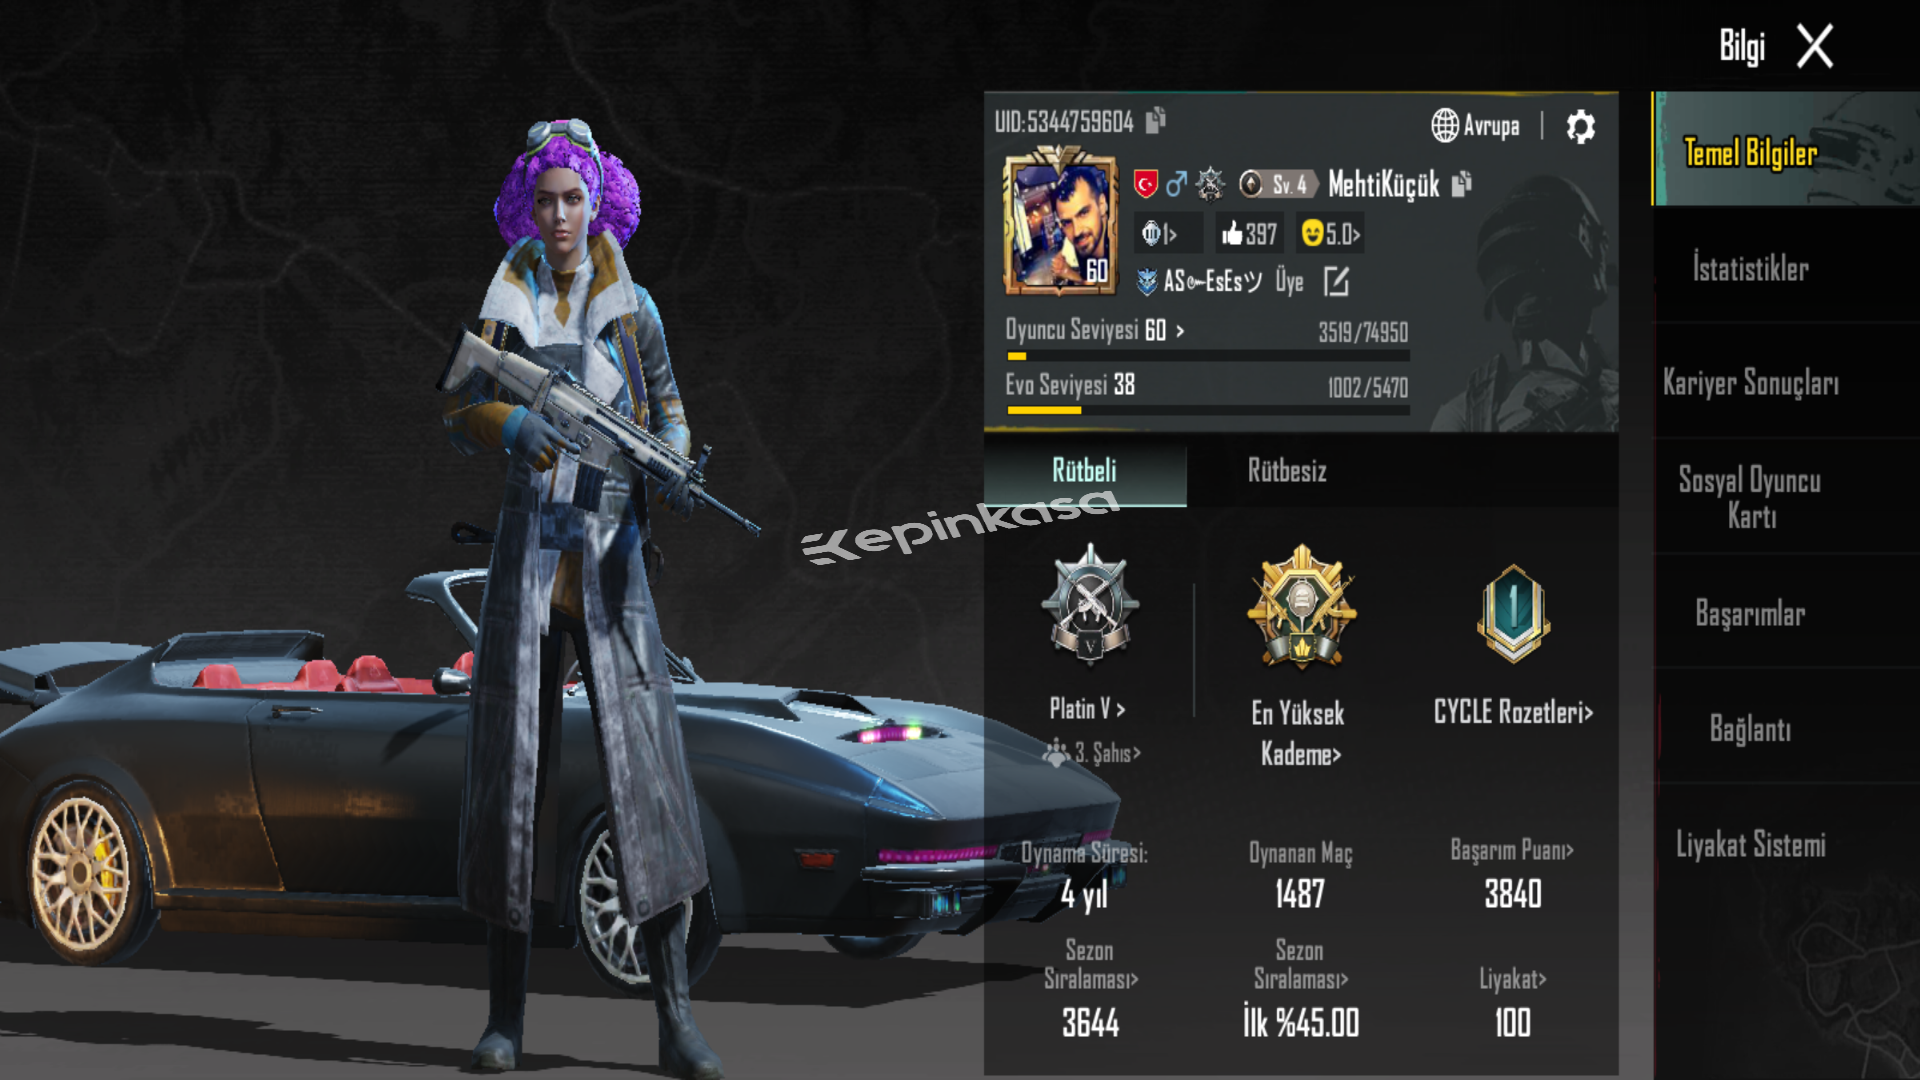 Bilgi
UID:5344759604
Avrupa
Sv. 4 MehtiKüçük
1> 397 5.0>
60
AS๛EsEsツ Üye
Oyuncu Seviyesi 60 > 3519/74950
Evo Seviyesi 38 1002/5470
Rütbeli Rütbesiz
epinkasa
V
1
Platin V >
3. Şahıs>
En Yüksek
Kademe>
CYCLE Rozetleri>
Oynama Süresi:
4 yıl
Oynanan Maç
1487
Başarım Puanı>
3840
Sezon
Sıralaması>
3644
Sezon
Sıralaması>
İlk %45.00
Liyakat>
100
Temel Bilgiler
İstatistikler
Kariyer Sonuçları
Sosyal Oyuncu
Kartı
Başarımlar
Bağlantı
Liyakat Sistemi